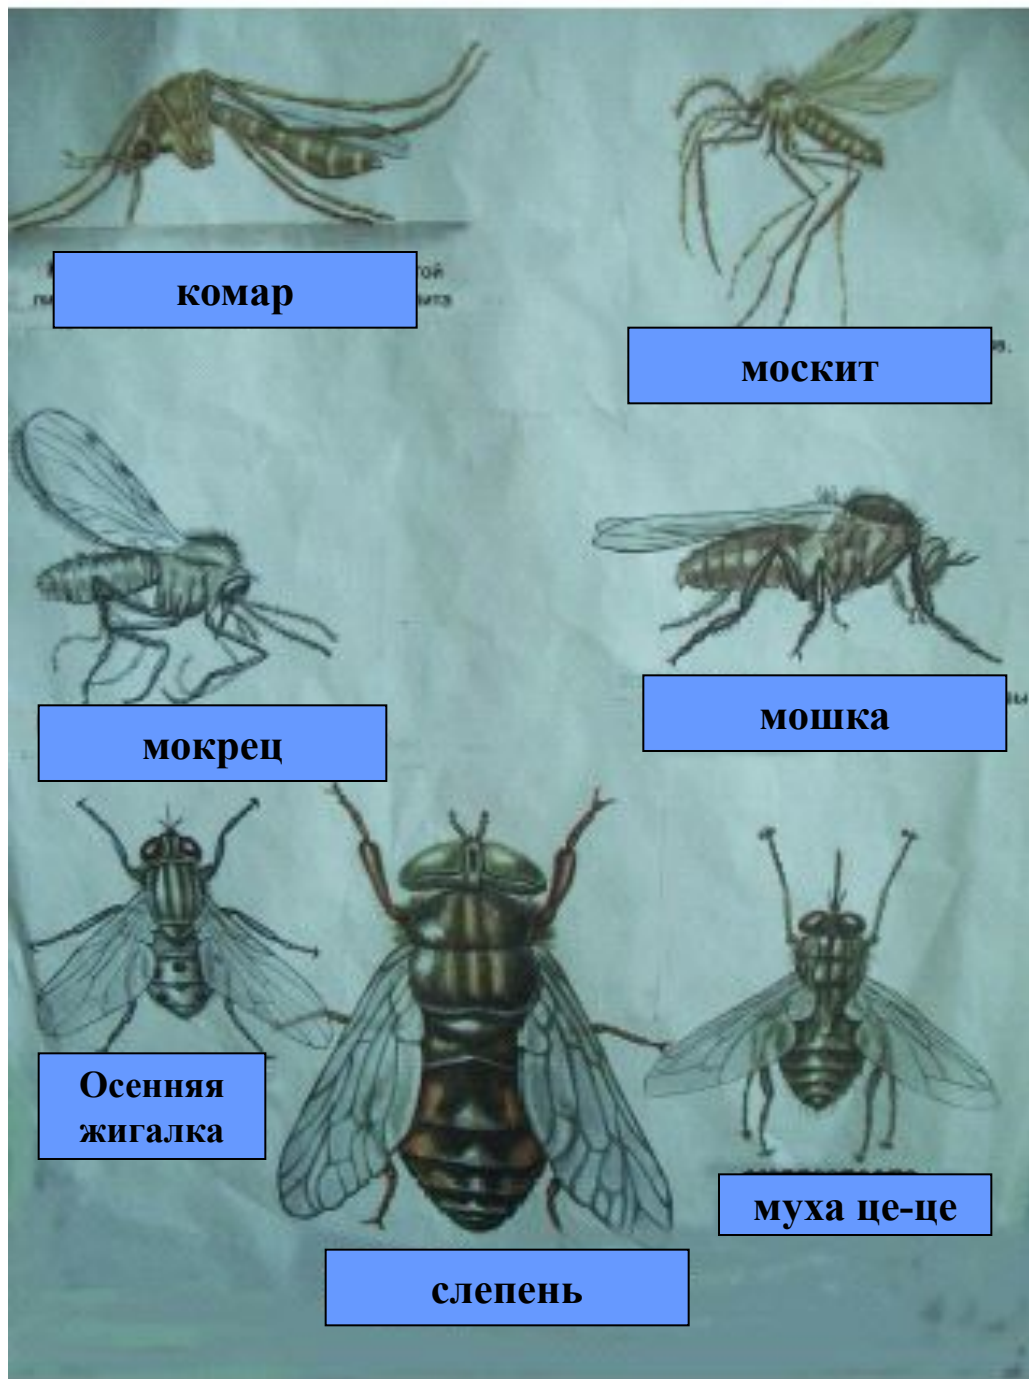 комар
москит
мокрец
мошка
Осенняя
жигалка
муха це-це
слепень